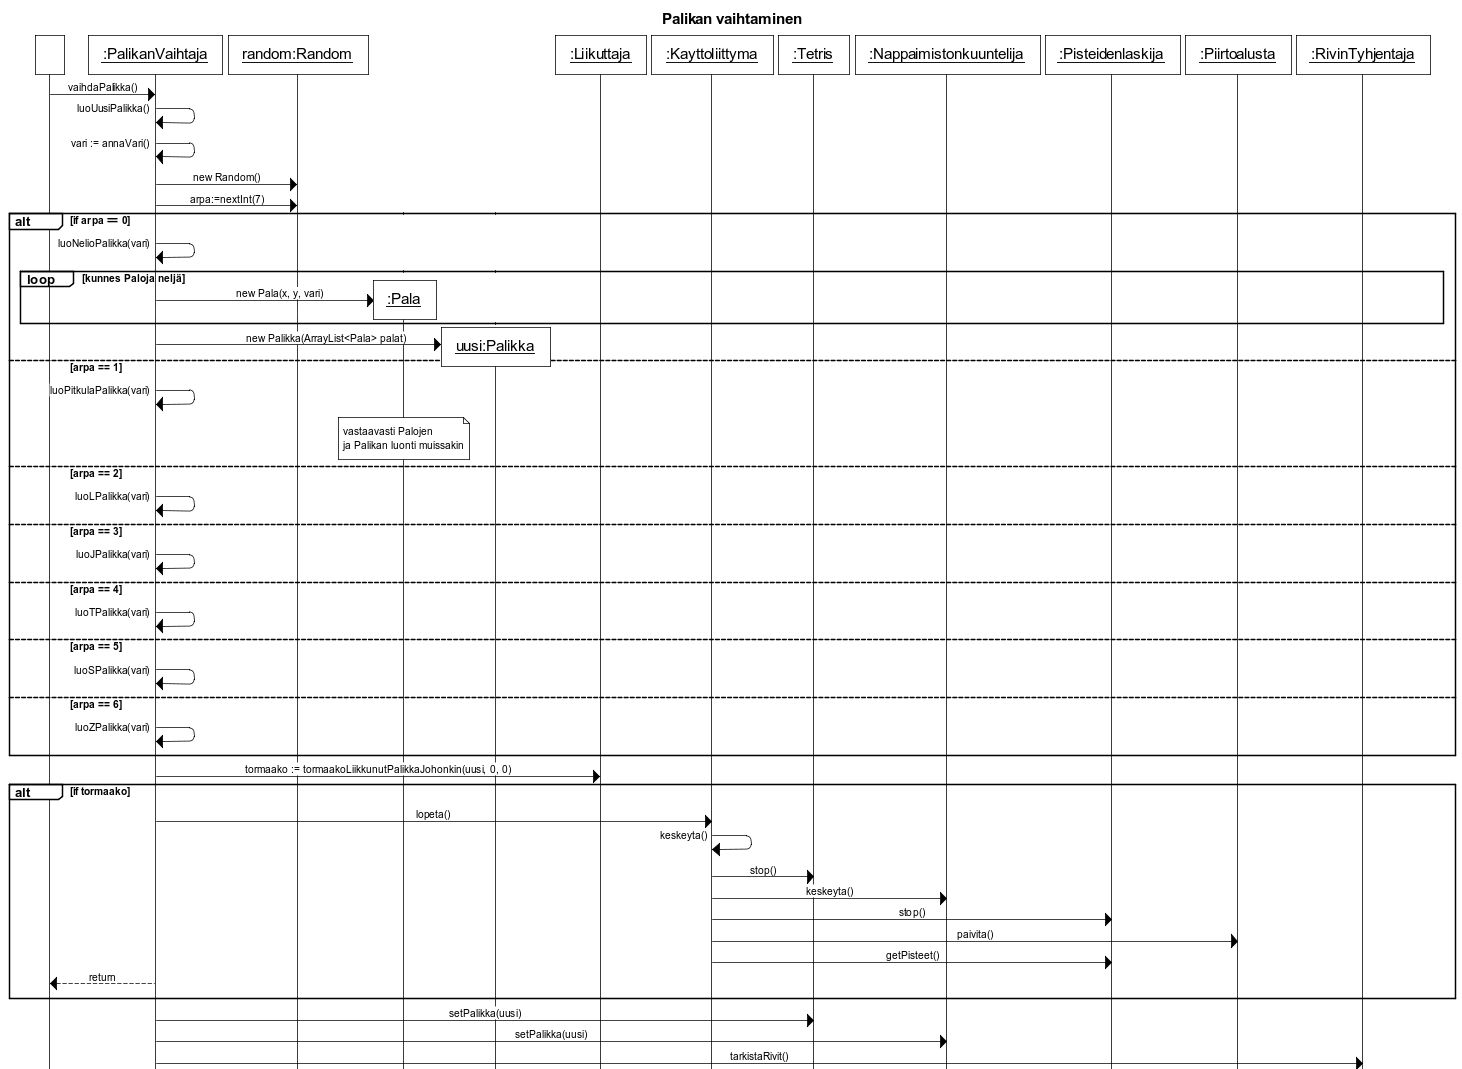 Palikan vaihtaminen
:PalikanVaihtaja
random:Random
:Liikuttaja
:Kayttoliittyma
:Tetris
:Nappaimistonkuuntelija
:Pisteidenlaskija
:Piirtoalusta
:RivinTyhjentaja
vaihdaPalikka()
luoUusiPalikka()
vari := annaVari()
new Random()
arpa:=nextInt(7)
alt
[if arpa == 0]
luoNelioPalikka(vari)
loop
[kunnes Paloja neljä]
new Pala(x, y, vari)
:Pala
new Palikka(ArrayList<Pala> palat)
uusi:Palikka
[arpa == 1]
luoPitkulaPalikka(vari)
vastaavasti Palojen
ja Palikan luonti muissakin
[arpa == 2]
luoLPalikka(vari)
[arpa == 3]
luoJPalikka(vari)
[arpa == 4]
luoTPalikka(vari)
[arpa == 5]
luoSPalikka(vari)
[arpa == 6]
luoZPalikka(vari)
tormaako := tormaakoLiikkunutPalikkaJohonkin(uusi, 0, 0)
alt
[if tormaako]
lopeta()
keskeyta()
stop()
keskeyta()
stop()
paivita()
getPisteet()
return
setPalikka(uusi)
setPalikka(uusi)
tarkistaRivit()